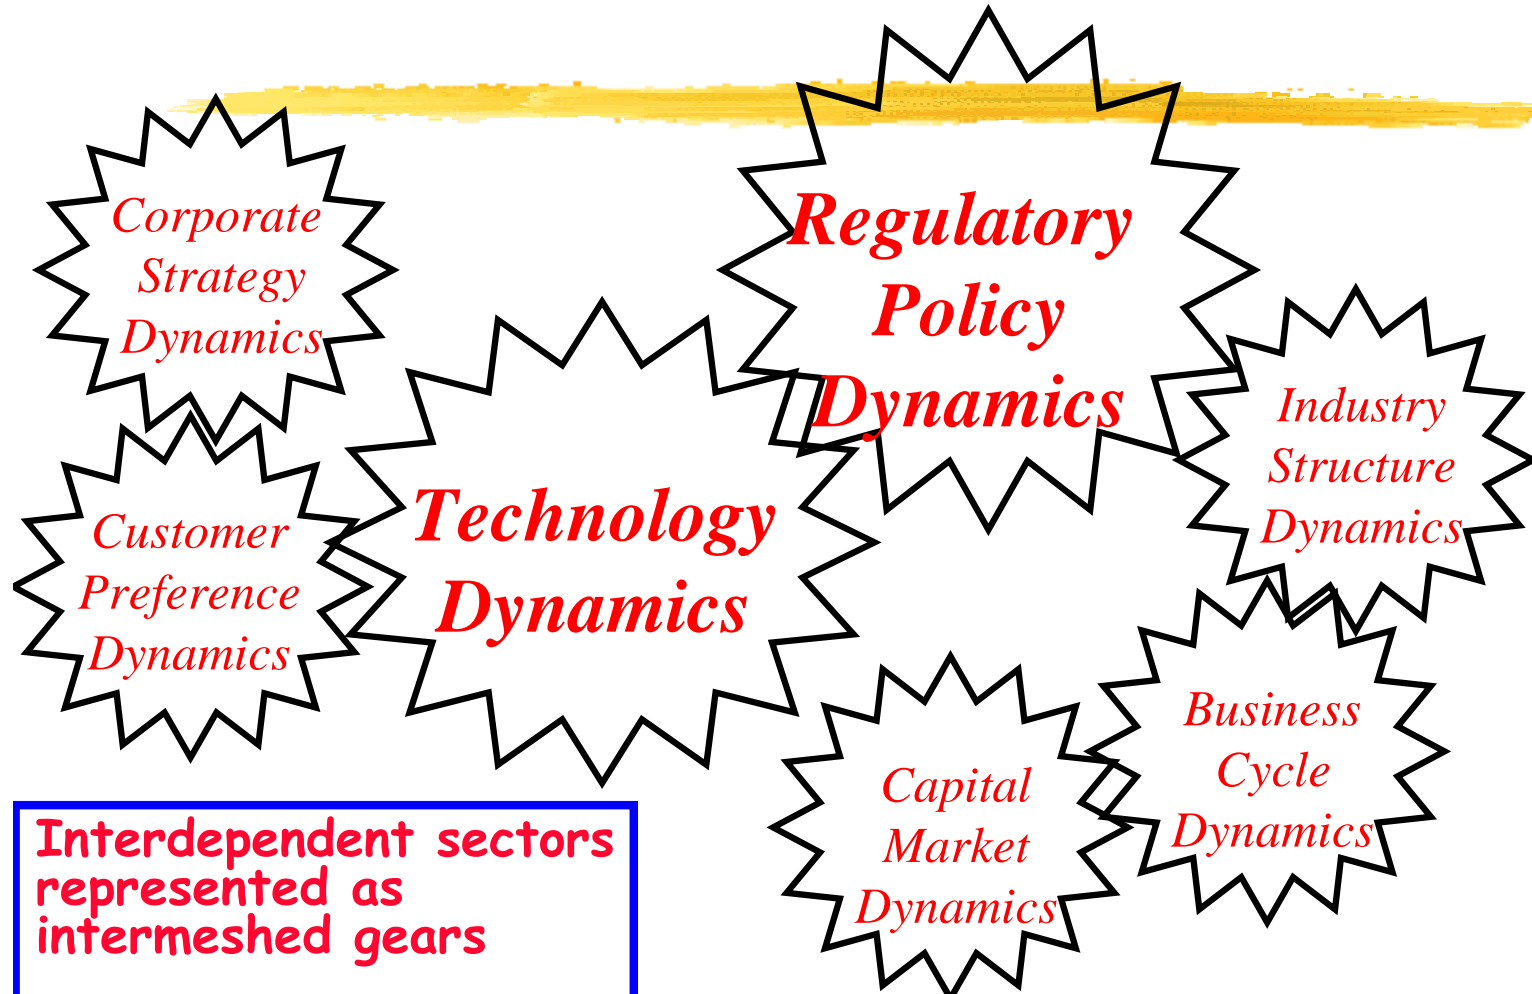 Corporate
Strategy
Dynamics
Regulatory
Policy
Dynamics
Customer
Preference
Dynamics
Technology
Dynamics
Industry
Structure
Dynamics
Business
Cycle
Dynamics
Capital
Market
Dynamics
Interdependent sectors
represented as
intermeshed gears